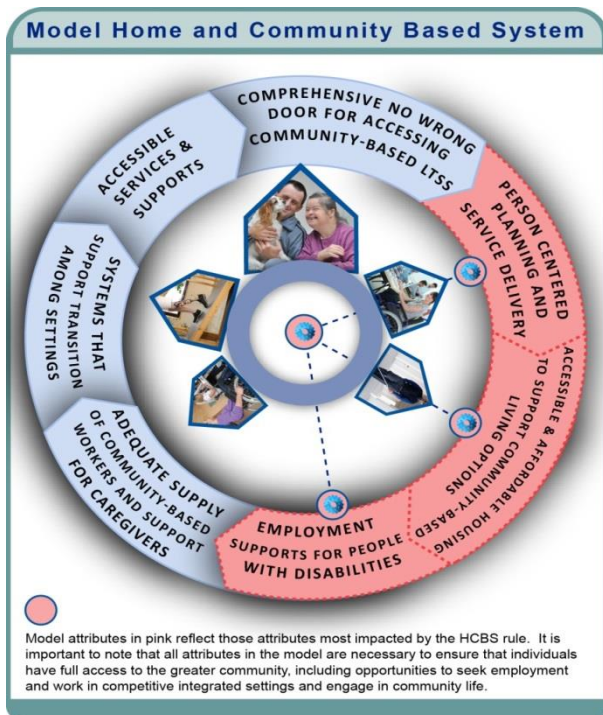 Model Home and Community Based System
COMPREHENSIVE NO WRONG
DOOR FOR ACCESSING
COMMUNITY-BASED LTSS
PERSON CENTERED
PLANNING AND
SERVICE DELIVERY
ACCESSIBLE & AFFORDABLE HOUSING
TO SUPPORT COMMUNITY-BASED
LIVING OPTIONS
EMPLOYMENT
SUPPORTS FOR PEOPLE
WITH DISABILITIES
ADEQUATE SUPPLY
OF COMMUNITY-BASED
WORKERS AND SUPPORT
FOR CAREGIVERS
SYSTEMS THAT
SUPPORT TRANSITION
AMONG SETTINGS
ACCESSIBLE
SERVICES &
SUPPORTS
Model attributes in pink reflect those attributes most impacted by the HCBS rule. It is
important to note that all attributes in the model are necessary to ensure that individuals
have full access to the greater community, including opportunities to seek employment
and work in competitive integrated settings and engage in community life.